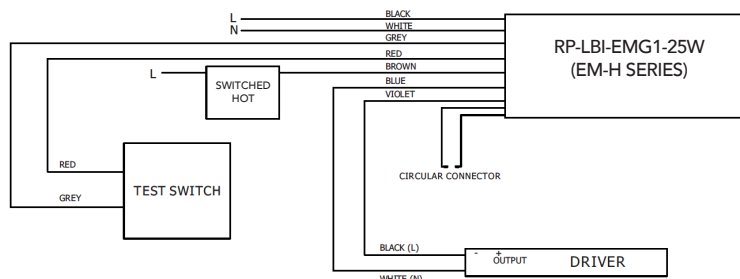 L
BLACK
N
WHITE
GREY
RED
BROWN
BLUE
VIOLET
L
SWITCHED
HOT
RP-LBI-EMG1-25W
(EM-H SERIES)
CIRCULAR CONNECTOR
RED
GREY
TEST SWITCH
BLACK (L)
WHITE (N)
- +
OUTPUT
DRIVER